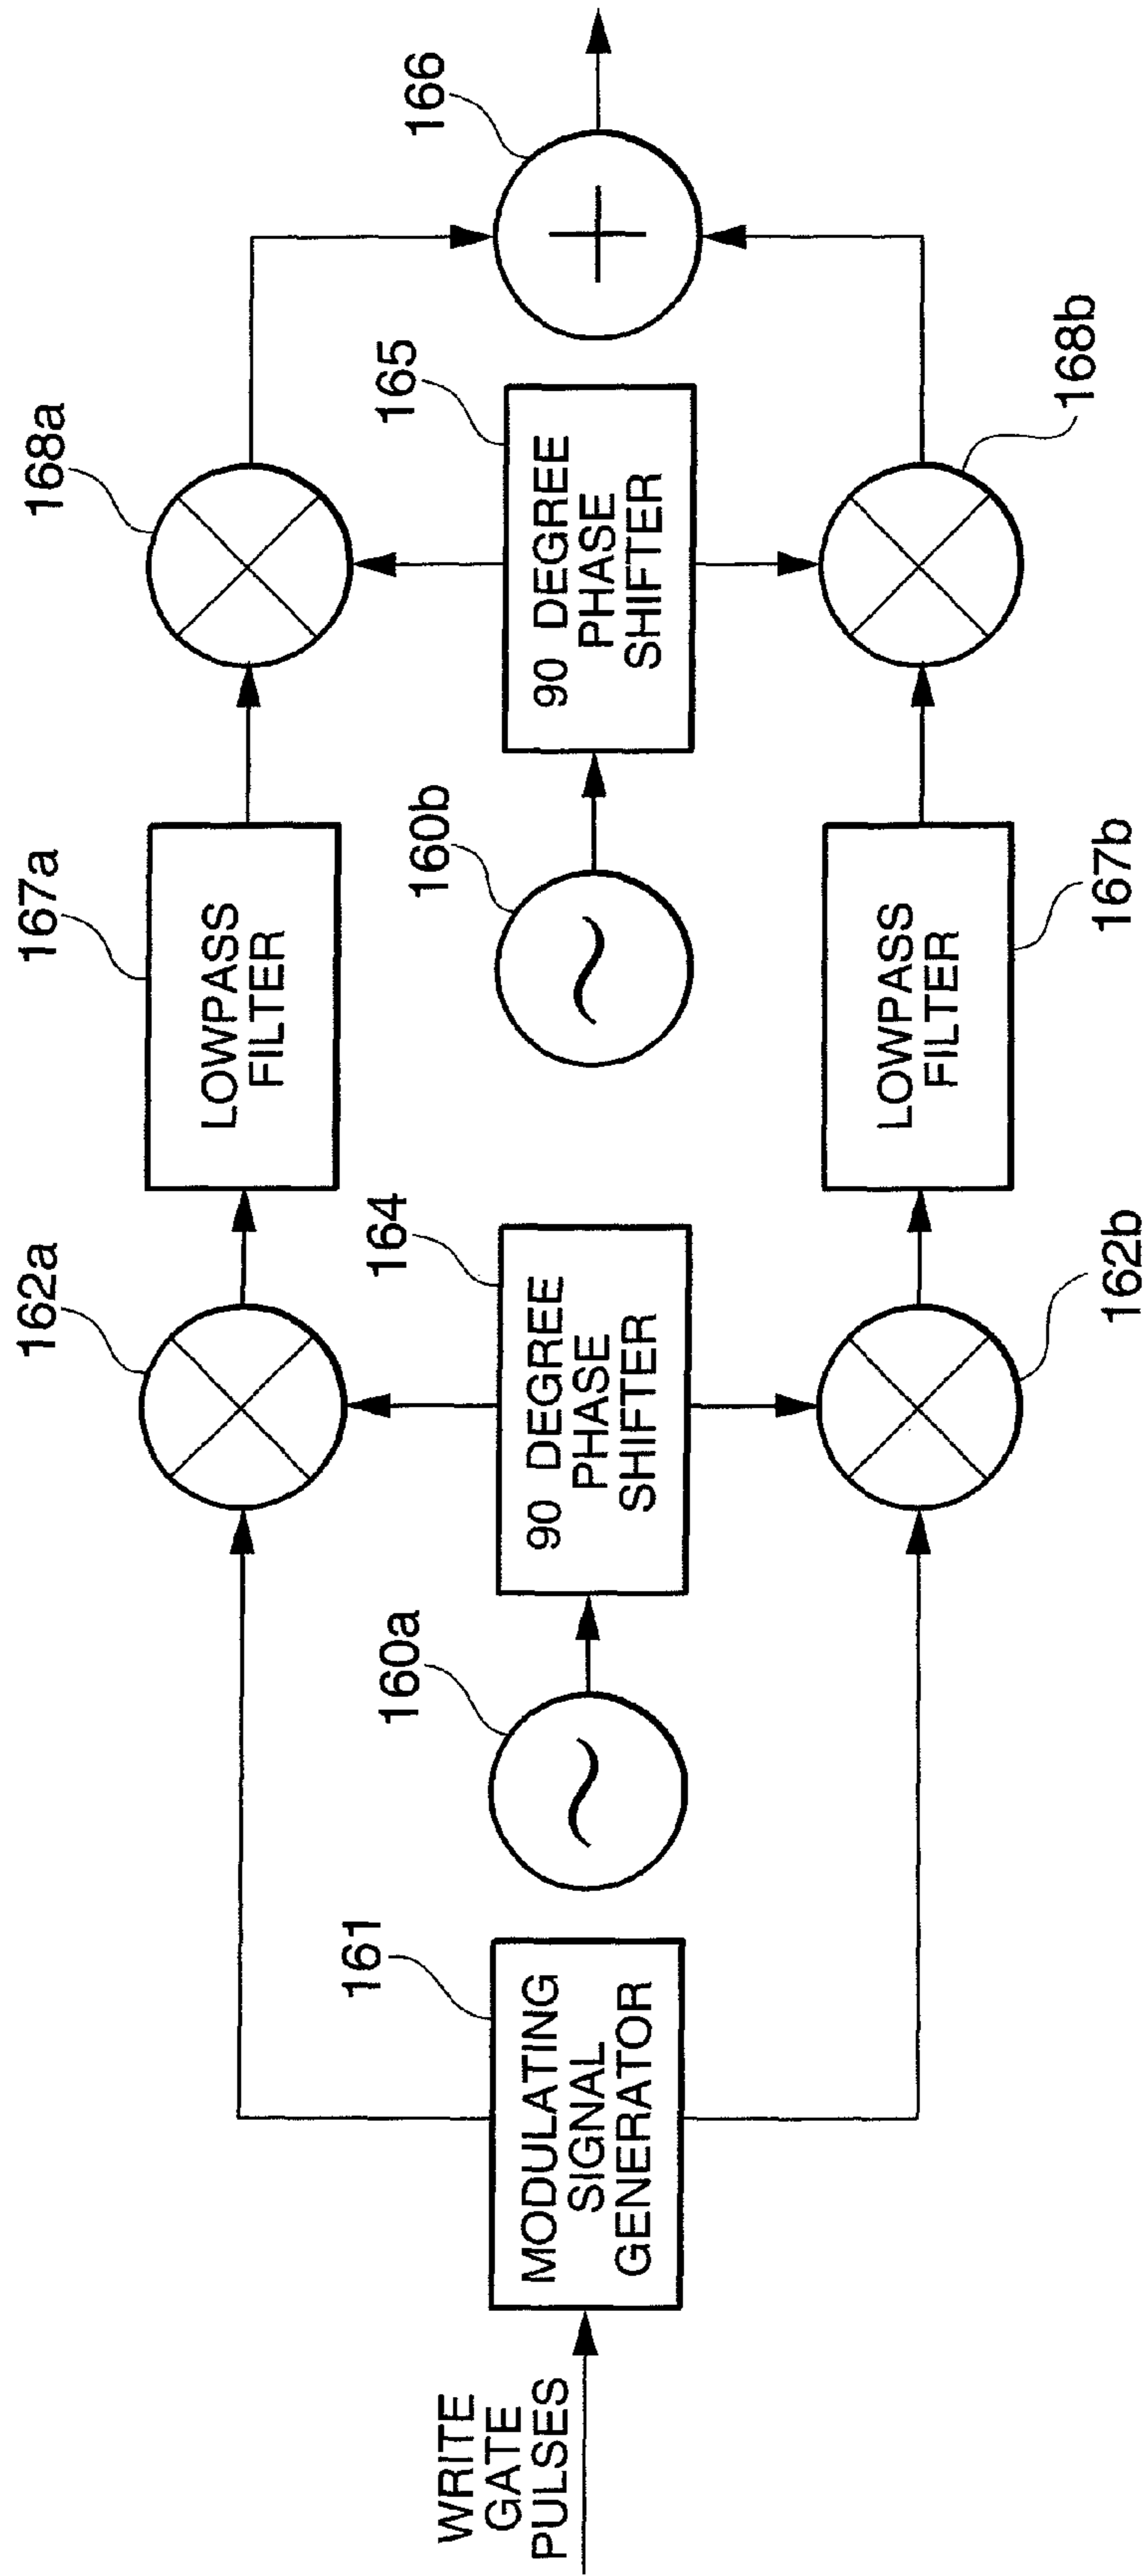 WRITE
GATE
PULSES
161
MODULATING
SIGNAL
GENERATOR
160a
162a
164
90 DEGREE
PHASE
SHIFTER
162b
167a
LOWPASS
FILTER
160b
167b
LOWPASS
FILTER
168a
165
90 DEGREE
PHASE
SHIFTER
168b
166